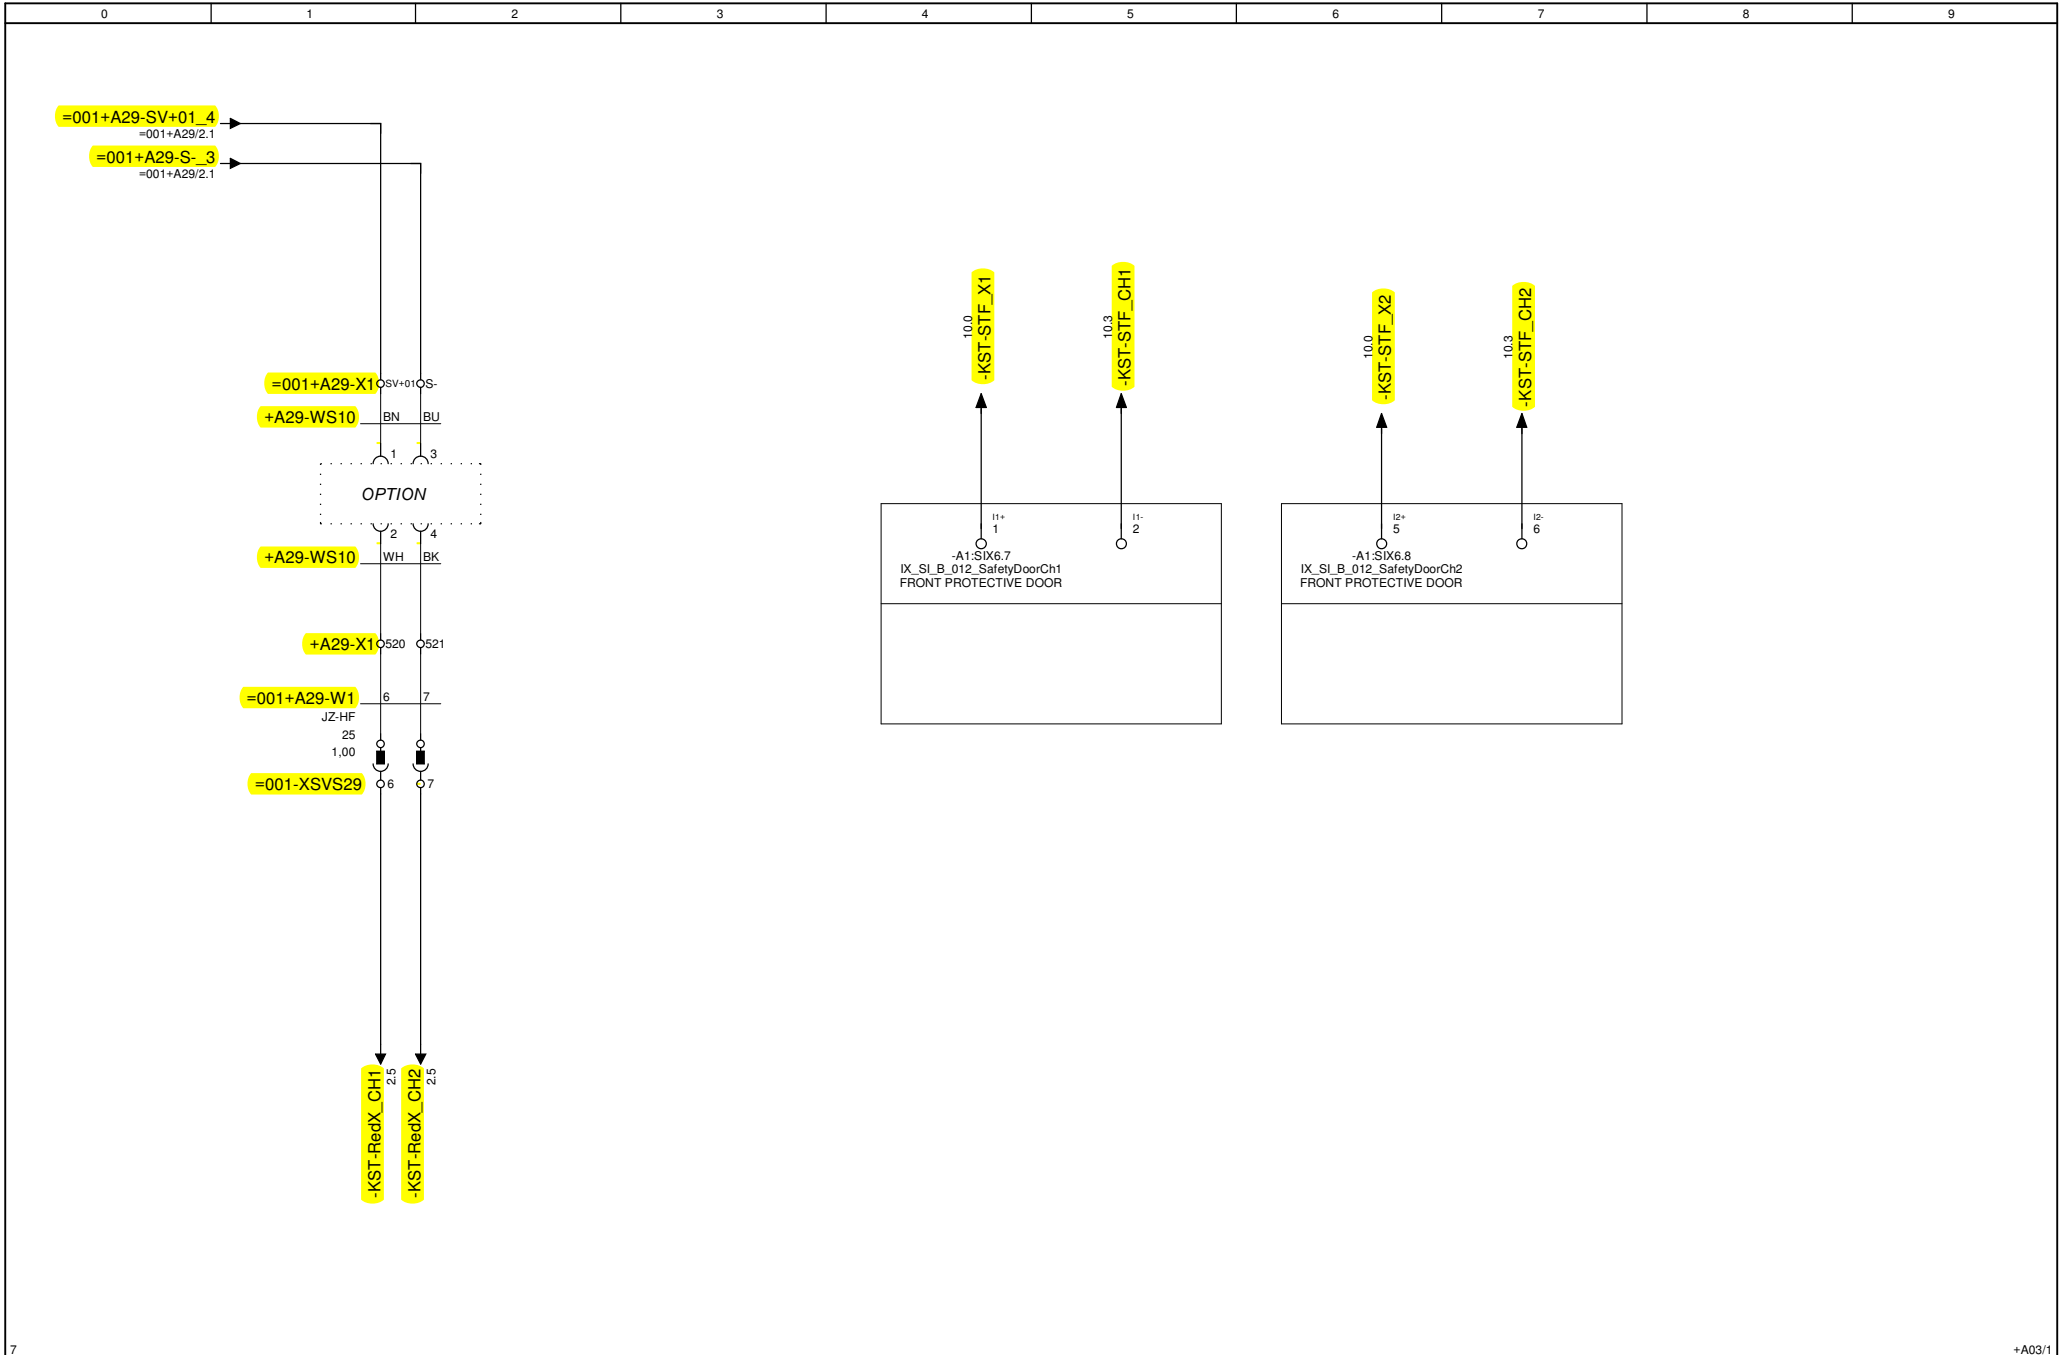 0 1 2 3 4 5 6 7 8 9
=001+A29-SV+01_4
=001+A29/2.1
=001+A29-S-_3
=001+A29/2.1
=001+A29-X1 SV+01 S-
+A29-WS10 BN BU
1 3
OPTION
2 4
+A29-WS10 WH BK
+A29-X1 520 521
=001+A29-W1 6 7
JZ-HF
25
1,00
=001-XSVS29 6 7
-KST-RedX_CH1
2.5
-KST-RedX_CH2
2.5
10.0
-KST-STF_X1
10.3
-KST-STF_CH1
I1+ I1-
1 2
-A1:SIX6.7
IX_SI_B_012_SafetyDoorCh1
FRONT PROTECTIVE DOOR
10.0
-KST-STF_X2
10.3
-KST-STF_CH2
I2+ I2-
5 6
-A1:SIX6.8
IX_SI_B_012_SafetyDoorCh2
FRONT PROTECTIVE DOOR
7 +A03/1